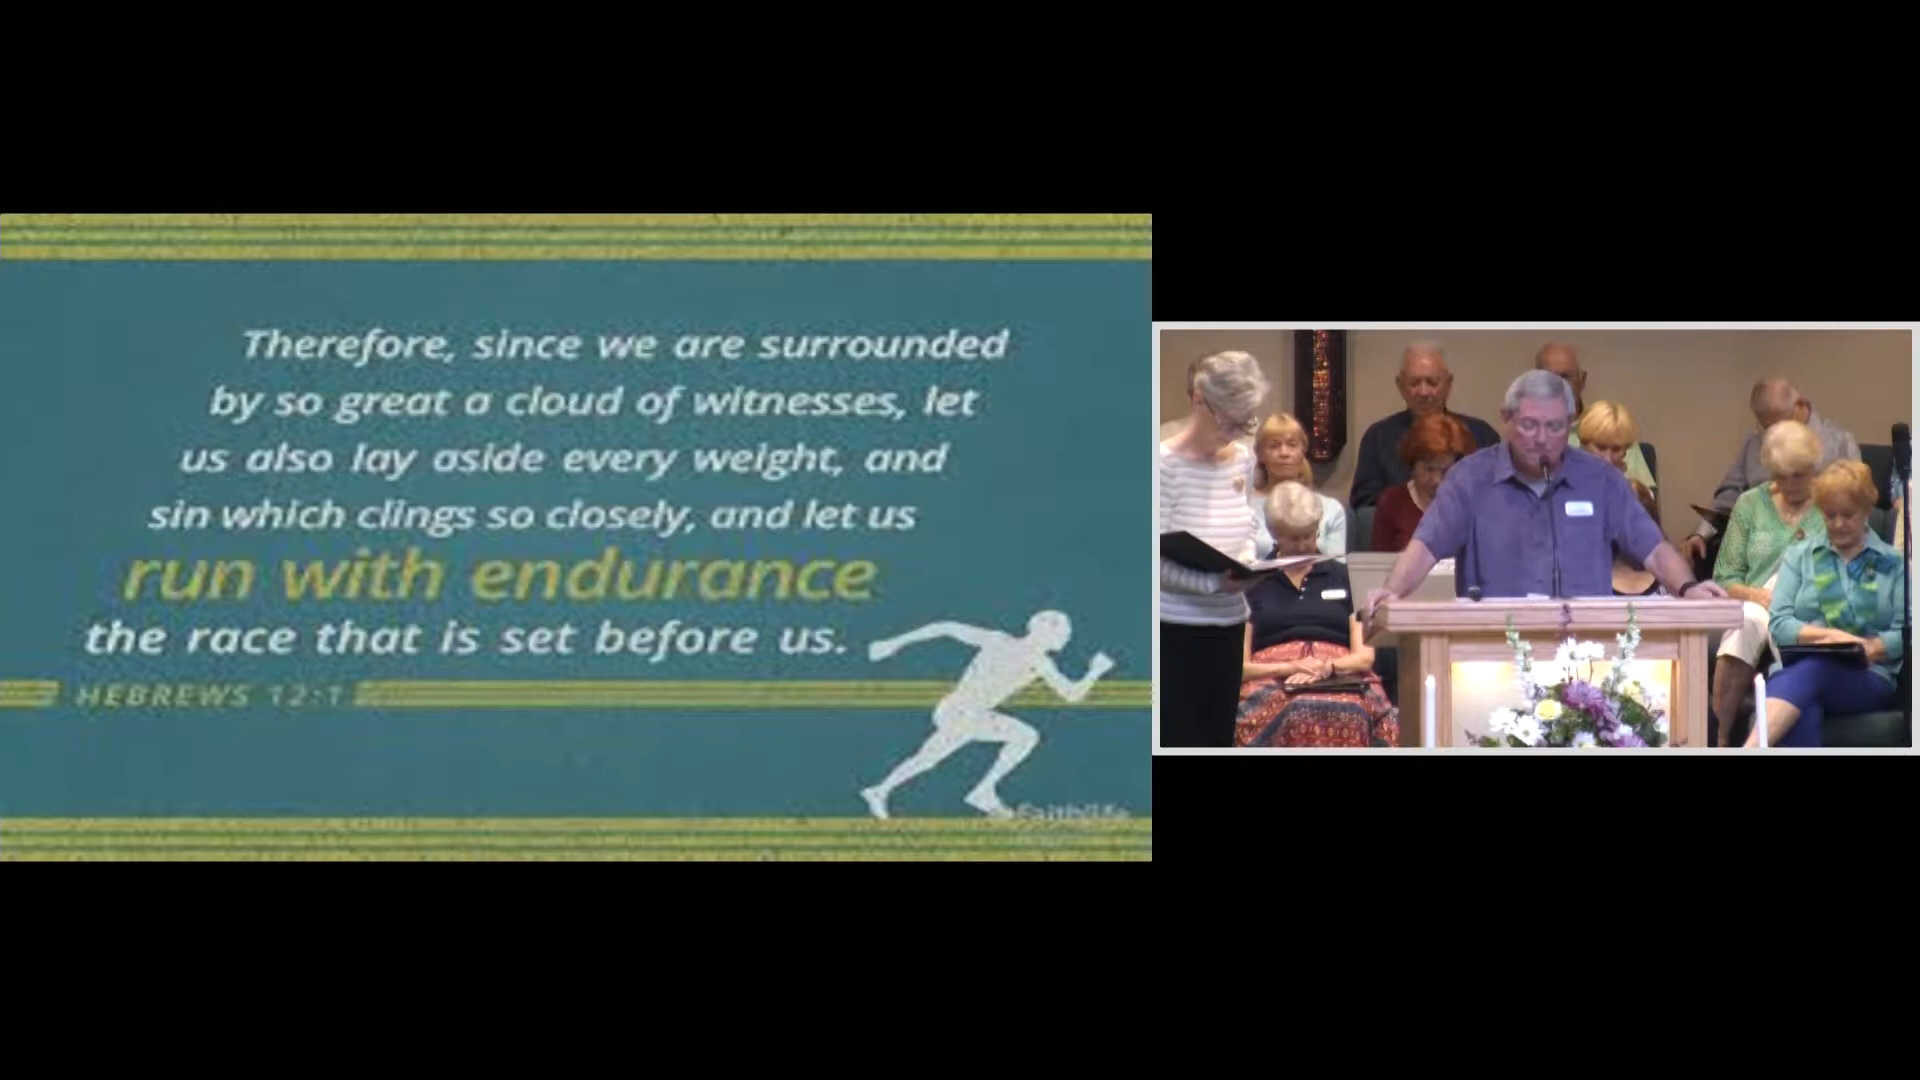 Therefore, since we are surrounded
by so great a cloud of witnesses, let
us also lay aside every weight, and
sin which clings so closely, and let us
run with endurance
the race that is set before us.
HEBREWS 12:1
Faithlife